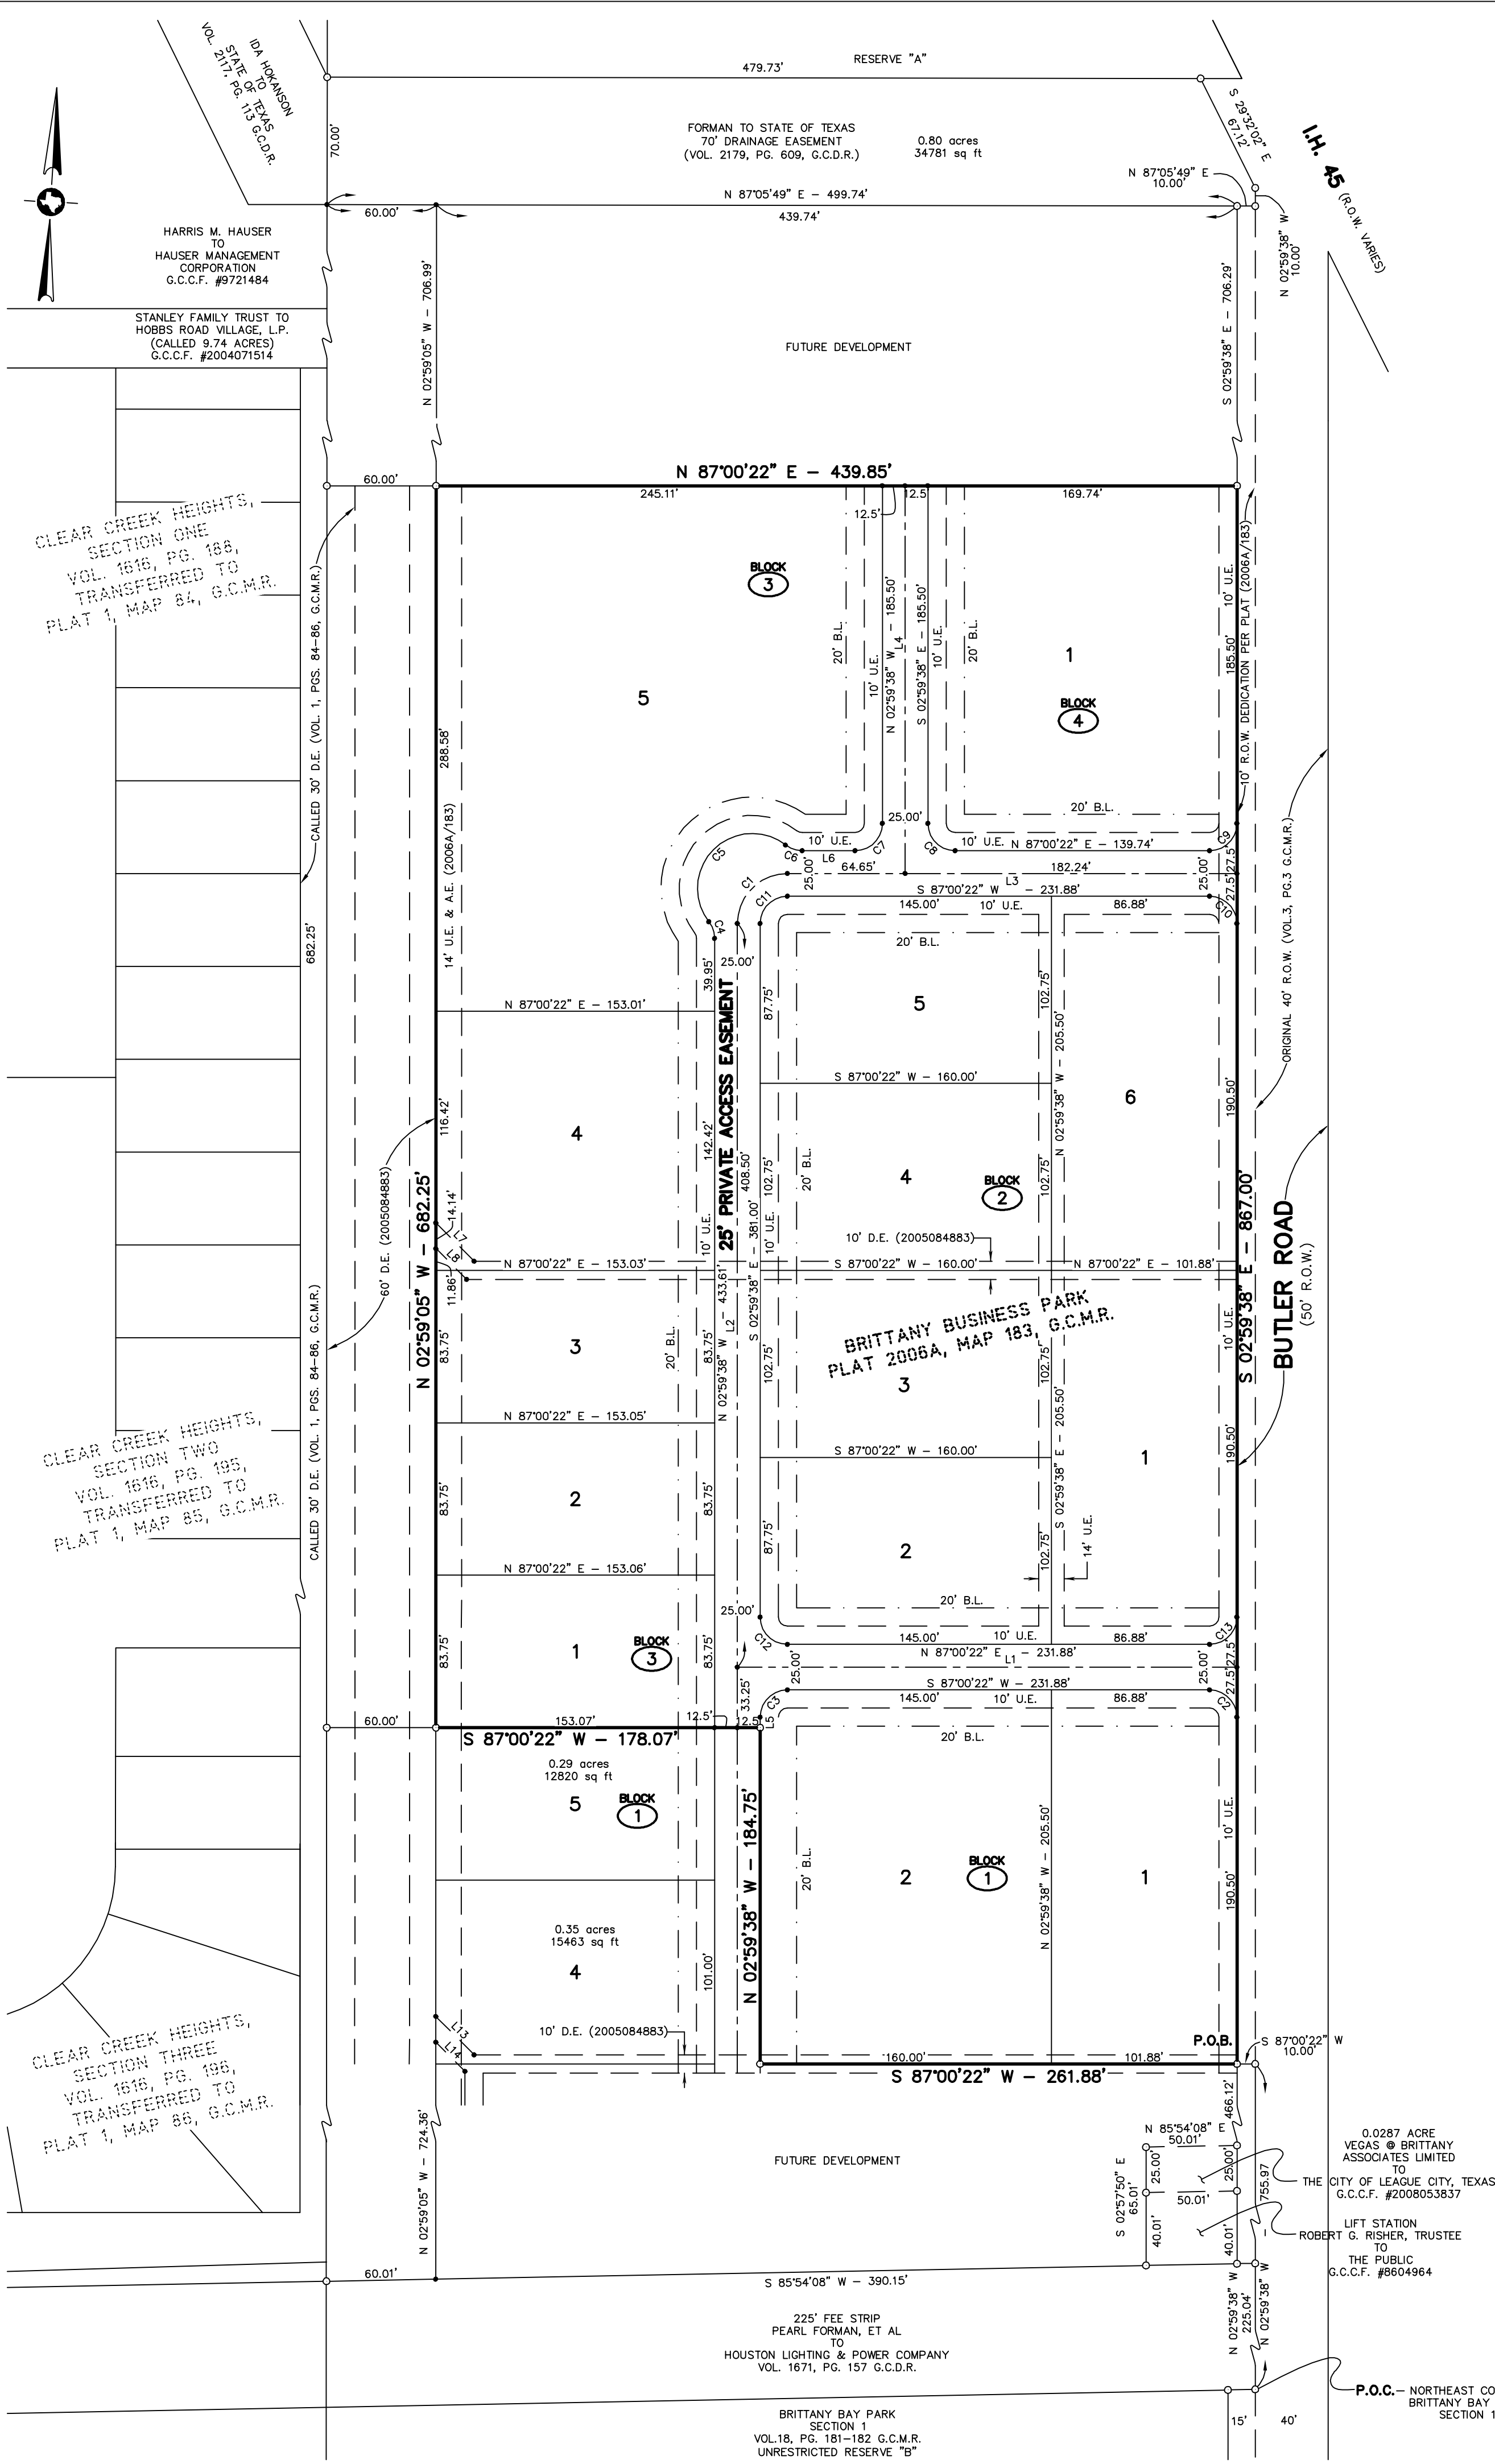 IDA HOKANSON
TO
STATE OF TEXAS
VOL. 2117, PG. 113 G.C.D.R.
RESERVE "A"
479.73'
70.00'
FORMAN TO STATE OF TEXAS
70' DRAINAGE EASEMENT
(VOL. 2179, PG. 609, G.C.D.R.)
0.80 acres
34781 sq ft
S 29°32'02" E
67.12'
I.H. 45 (R.O.W. VARIES)
N 87°05'49" E
10.00'
N 87°05'49" E - 499.74'
60.00'
439.74'
N 02°59'38" W
10.00'
HARRIS M. HAUSER
TO
HAUSER MANAGEMENT
CORPORATION
G.C.C.F. #9721484
STANLEY FAMILY TRUST TO
HOBBS ROAD VILLAGE, L.P.
(CALLED 9.74 ACRES)
G.C.C.F. #2004071514
N 02°59'05" W - 706.99'
S 02°59'38" E - 706.29'
FUTURE DEVELOPMENT
60.00'
N 87°00'22" E - 439.85'
245.11'
12.5'
12.5'
169.74'
CLEAR CREEK HEIGHTS,
SECTION ONE
VOL. 1616, PG. 188,
TRANSFERRED TO
PLAT 1, MAP 84, G.C.M.R.
CALLED 30' D.E. (VOL. 1, PGS. 84-86, G.C.M.R.)
682.25'
BLOCK
3
5
288.58'
14' U.E. & A.E. (2006A/183)
20' B.L.
10' U.E.
N 02°59'38" W - 185.50'
L4
S 02°59'38" E - 185.50'
10' U.E.
20' B.L.
1
BLOCK
4
10' U.E.
185.50'
10' R.O.W. DEDICATION PER PLAT (2006A/183)
20' B.L.
25.00'
C5
C6
10' U.E.
L6
C7
C8
10' U.E.
N 87°00'22" E - 139.74'
C9
27.5'
64.65'
182.24'
L3
C1
25.00'
C11
S 87°00'22" W - 231.88'
145.00'
10' U.E.
86.88'
25.00'
27.5'
C10
C4
20' B.L.
25.00'
39.95'
N 87°00'22" E - 153.01'
87.75'
5
102.75'
N 02°59'38" W - 205.50'
S 87°00'22" W - 160.00'
6
190.50'
ORIGINAL 40' R.O.W. (VOL.3, PG.3 G.C.M.R.)
25' PRIVATE ACCESS EASEMENT
116.42'
4
142.42'
408.50'
102.75'
20' B.L.
4
BLOCK
2
102.75'
60' D.E. (2005084883)
N 02°59'05" W - 682.25'
14.14'
L7
L8
11.86'
10' U.E.
10' U.E.
S 02°59'38" E - 381.00'
10' D.E. (2005084883)
N 87°00'22" E - 153.03'
S 87°00'22" W - 160.00'
N 87°00'22" E - 101.88'
S 02°59'38" E - 867.00'
BUTLER ROAD
(50' R.O.W.)
BRITTANY BUSINESS PARK
PLAT 2006A, MAP 183, G.C.M.R.
83.75'
3
20' B.L.
83.75'
N 02°59'38" W - 433.61'
L2
102.75'
3
102.75'
10' U.E.
N 87°00'22" E - 153.05'
S 87°00'22" W - 160.00'
S 02°59'38" E - 205.50'
1
190.50'
CLEAR CREEK HEIGHTS,
SECTION TWO
VOL. 1616, PG. 195,
TRANSFERRED TO
PLAT 1, MAP 85, G.C.M.R.
CALLED 30' D.E. (VOL. 1, PGS. 84-86, G.C.M.R.)
83.75'
2
83.75'
87.75'
2
102.75'
14' U.E.
N 87°00'22" E - 153.06'
20' B.L.
25.00'
83.75'
1
BLOCK
3
83.75'
C12
145.00'
10' U.E.
86.88'
C13
N 87°00'22" E - 231.88'
L1
27.5'
25.00'
25.00'
S 87°00'22" W - 231.88'
27.5'
33.25'
C3
145.00'
10' U.E.
86.88'
C2
60.00'
153.07'
12.5'
12.5'
L5
S 87°00'22" W - 178.07'
20' B.L.
0.29 acres
12820 sq ft
5
BLOCK
1
N 02°59'38" W - 184.75'
20' B.L.
2
BLOCK
1
N 02°59'38" W - 205.50'
1
10' U.E.
190.50'
0.35 acres
15463 sq ft
4
101.00'
L13
L14
10' D.E. (2005084883)
P.O.B.
S 87°00'22" W
10.00'
160.00'
101.88'
S 87°00'22" W - 261.88'
CLEAR CREEK HEIGHTS,
SECTION THREE
VOL. 1616, PG. 196,
TRANSFERRED TO
PLAT 1, MAP 86, G.C.M.R.
N 02°59'05" W - 724.36'
FUTURE DEVELOPMENT
466.12'
N 85°54'08" E
50.01'
S 02°57'50" E
65.01'
25.00'
25.00'
50.01'
40.01'
40.01'
N 02°59'38" W - 755.97
0.0287 ACRE
VEGAS @ BRITTANY
ASSOCIATES LIMITED
TO
THE CITY OF LEAGUE CITY, TEXAS
G.C.C.F. #2008053837
LIFT STATION
ROBERT G. RISHER, TRUSTEE
TO
THE PUBLIC
G.C.C.F. #8604964
60.01'
S 85°54'08" W - 390.15'
N 02°59'38" W
225.04'
225' FEE STRIP
PEARL FORMAN, ET AL
TO
HOUSTON LIGHTING & POWER COMPANY
VOL. 1671, PG. 157 G.C.D.R.
P.O.C.- NORTHEAST CO
BRITTANY BAY
SECTION 1
15'
40'
BRITTANY BAY PARK
SECTION 1
VOL.18, PG. 181-182 G.C.M.R.
UNRESTRICTED RESERVE "B"